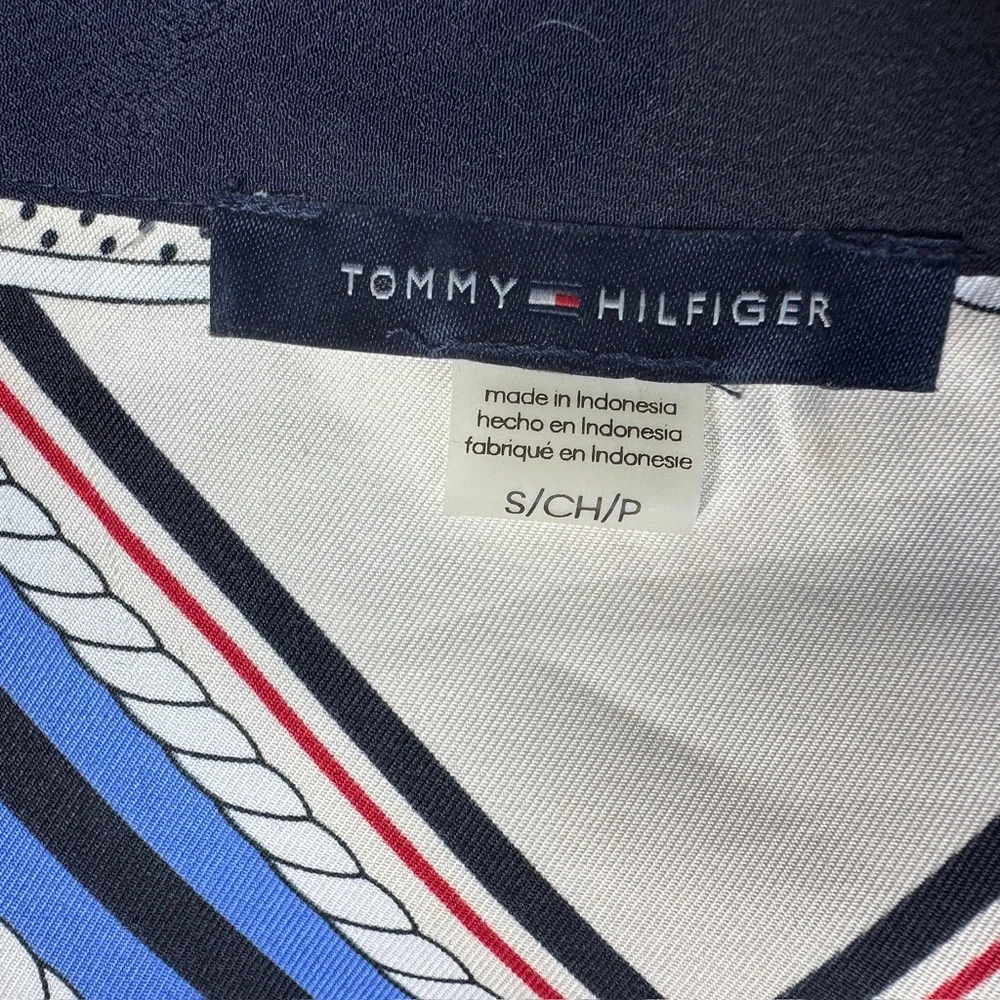 TOMMY HILFIGER
made in Indonesia
hecho en Indonesia
fabriqué en Indonesie
S/CH/P